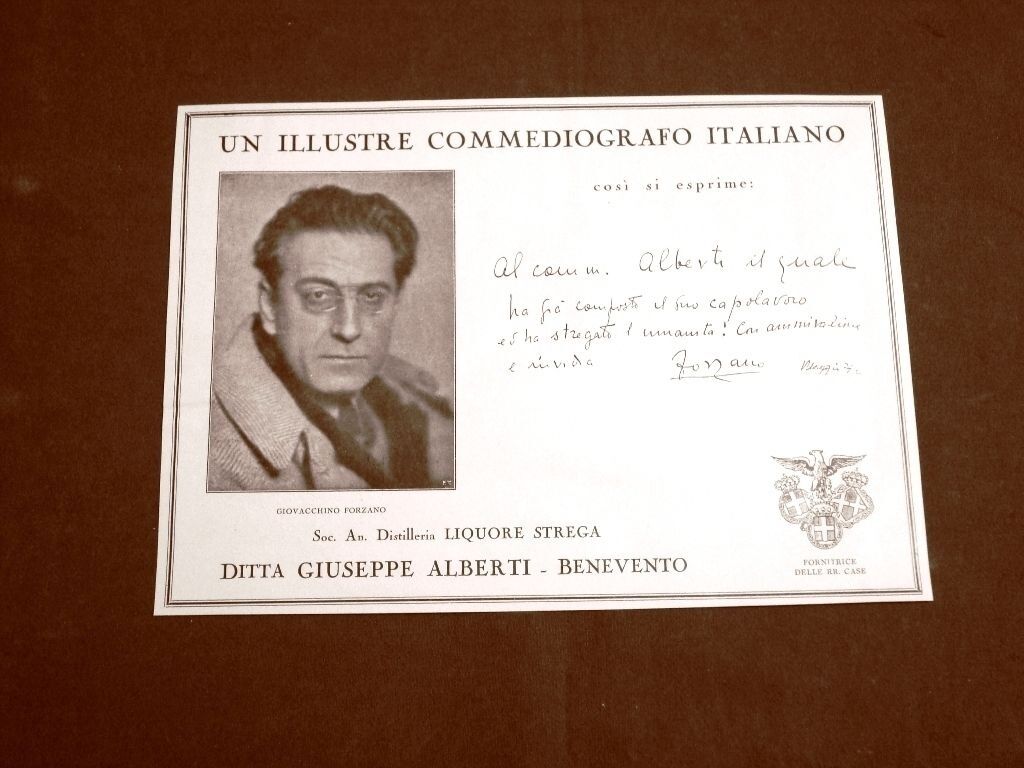 UN ILLUSTRE COMMEDIOGRAFO ITALIANO
così si esprime:
Al comm. Alberti il quale
ha già composto il suo capolavoro
ed ha stregato l'umanità! Con ammirazione
e invidia Forzano
GIOVACCHINO FORZANO
Soc. An. Distilleria LIQUORE STREGA
DITTA GIUSEPPE ALBERTI - BENEVENTO
FORNITRICE
DELLE RR. CASE